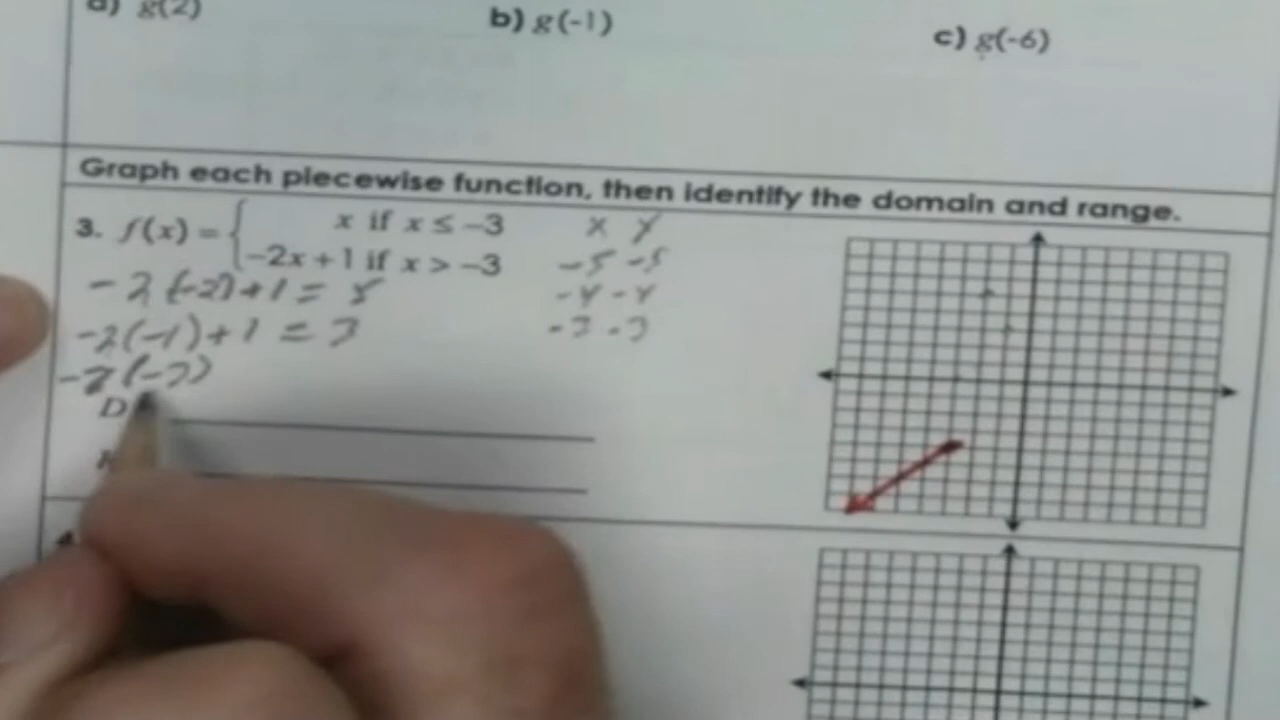 a) g(2) b) g(-1) c) g(-6)
Graph each piecewise function, then identify the domain and range.
3. f(x) = { x if x ≤ -3
-2x + 1 if x > -3
x y
-5 -5
-4 -4
-3 -3
-2(-2)+1 = 5
-2(-1)+1 = 3
-2(-3)
D
4